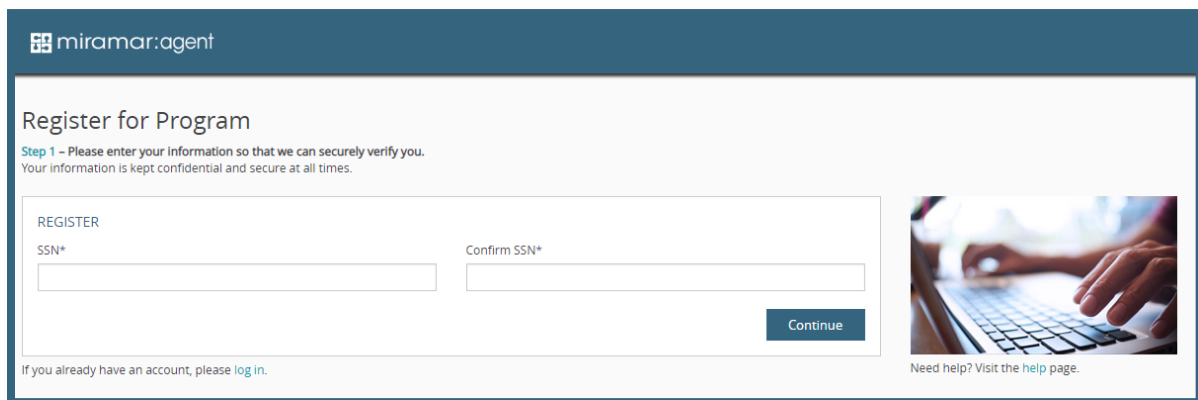 miramar:agent
Register for Program
Step 1 – Please enter your information so that we can securely verify you.
Your information is kept confidential and secure at all times.
REGISTER
SSN*
Confirm SSN*
Continue
If you already have an account, please log in.
Need help? Visit the help page.